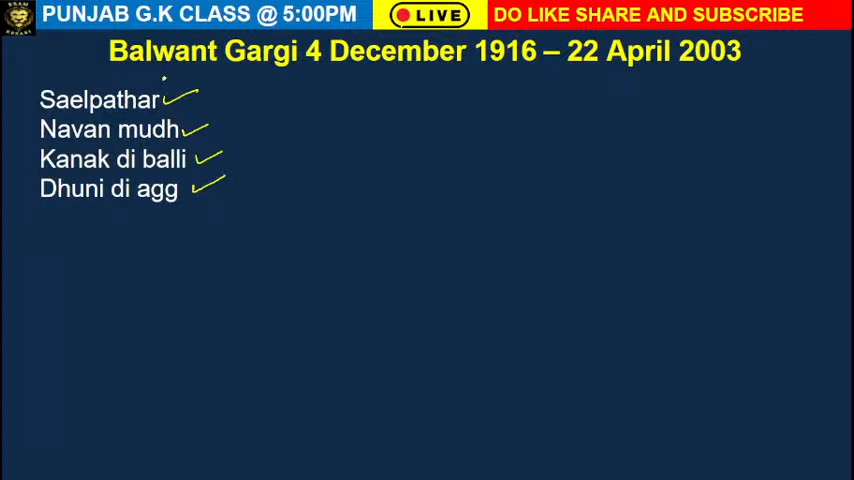 PUNJAB G.K CLASS @ 5:00PM LIVE DO LIKE SHARE AND SUBSCRIBE
Balwant Gargi 4 December 1916 – 22 April 2003
Saelpathar
Navan mudh
Kanak di balli
Dhuni di agg